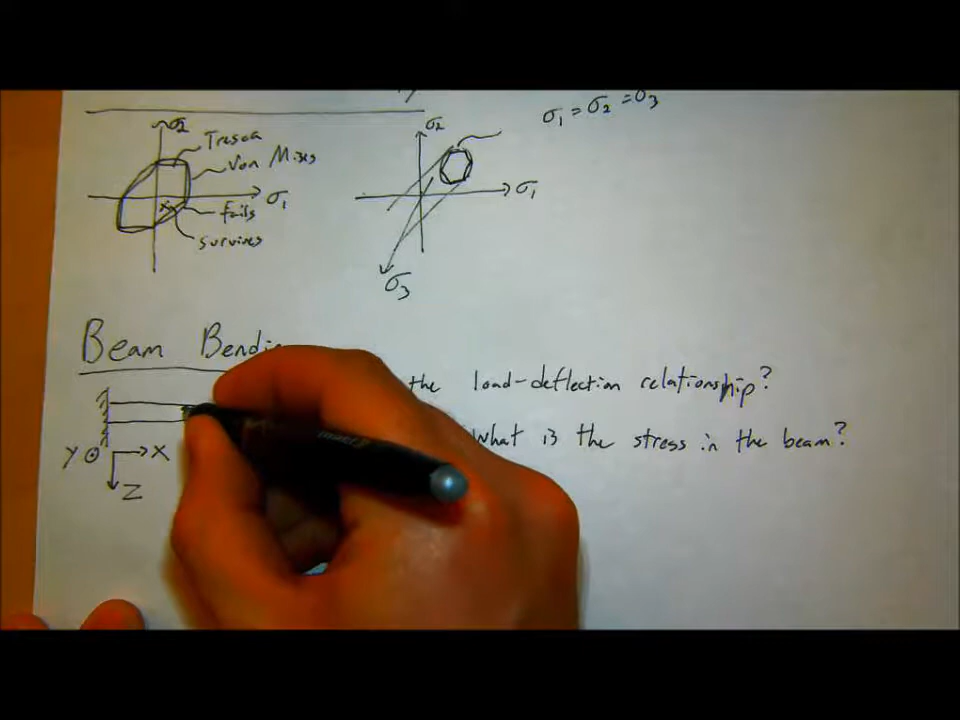 σ₁ = σ₂ = σ₃
σ₂
Tresca
Von Mises
σ₁
fails
survives
σ₂
σ₁
σ₃
Beam
the load-deflection relationship?
What is the stress in the beam?
Y X
Z